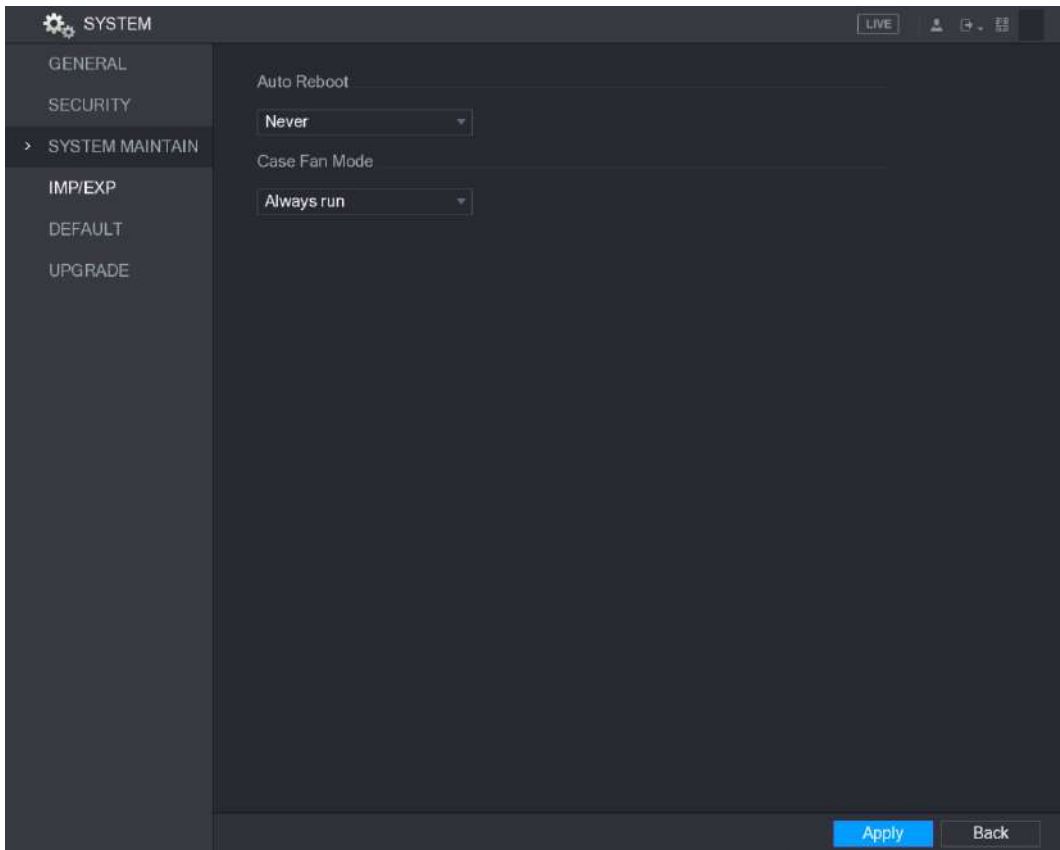 SYSTEM
LIVE
GENERAL
SECURITY
SYSTEM MAINTAIN
IMP/EXP
DEFAULT
UPGRADE
Auto Reboot
Never
Case Fan Mode
Always run
Apply
Back